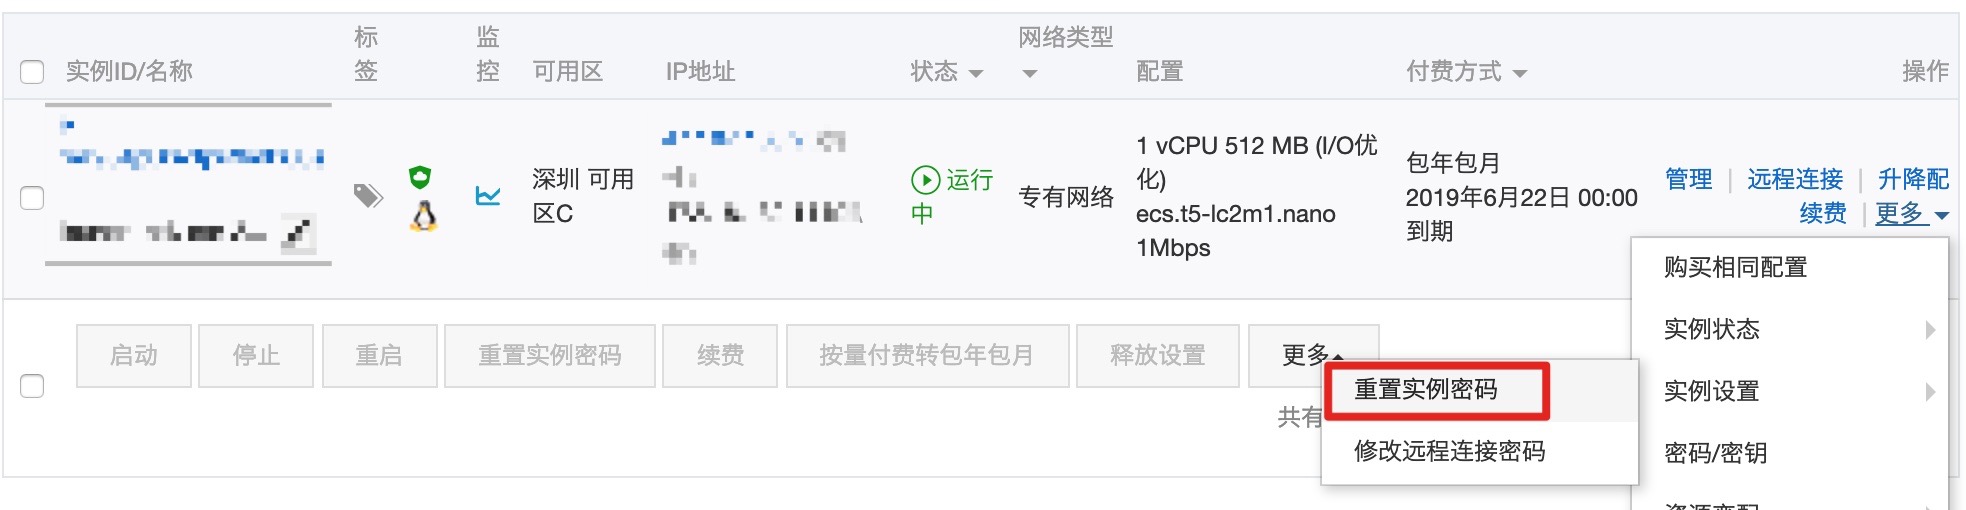 标
签
监
控
网络类型
实例ID/名称
可用区
IP地址
状态
配置
付费方式
操作
深圳 可用
区C
运行
中
专有网络
1 vCPU 512 MB (I/O优
化)
ecs.t5-lc2m1.nano
1Mbps
包年包月
2019年6月22日 00:00
到期
管理
远程连接
升降配
续费
更多
启动
停止
重启
重置实例密码
续费
按量付费转包年包月
释放设置
更多
共有
重置实例密码
修改远程连接密码
购买相同配置
实例状态
实例设置
密码/密钥
资源变配